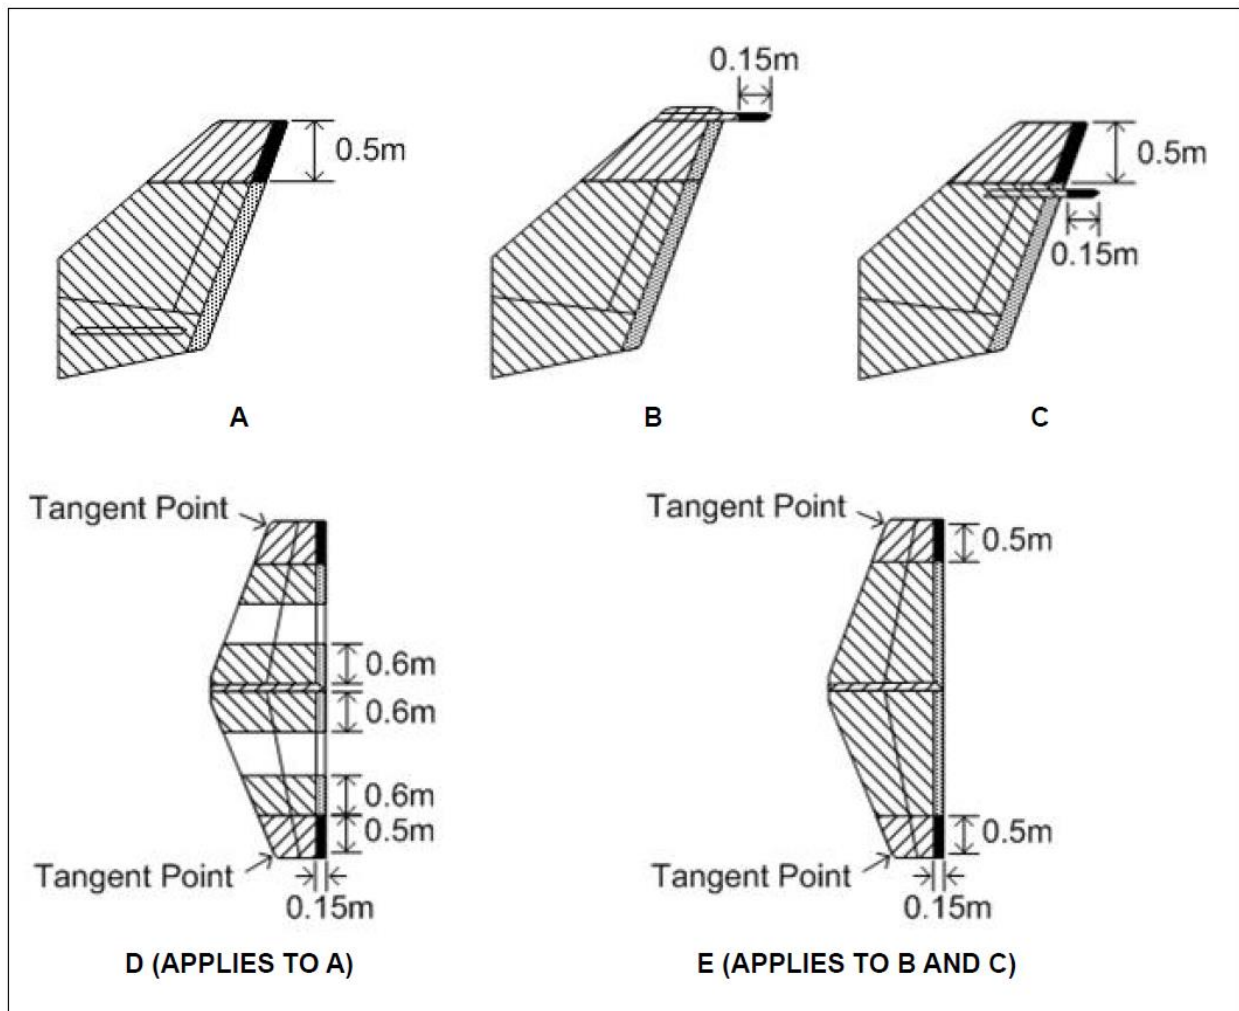 0.15m
0.5m
0.5m
0.15m
A
B
C
Tangent Point
0.6m
0.6m
0.6m
0.5m
Tangent Point
0.15m
Tangent Point
0.5m
0.5m
Tangent Point
0.15m
D (APPLIES TO A)
E (APPLIES TO B AND C)